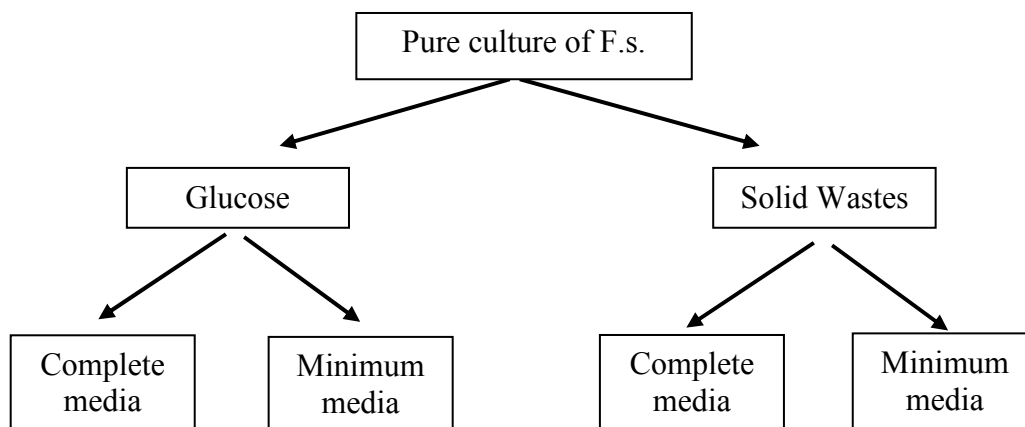 Pure culture of F.s.
Glucose
Solid Wastes
Complete
media
Minimum
media
Complete
media
Minimum
media